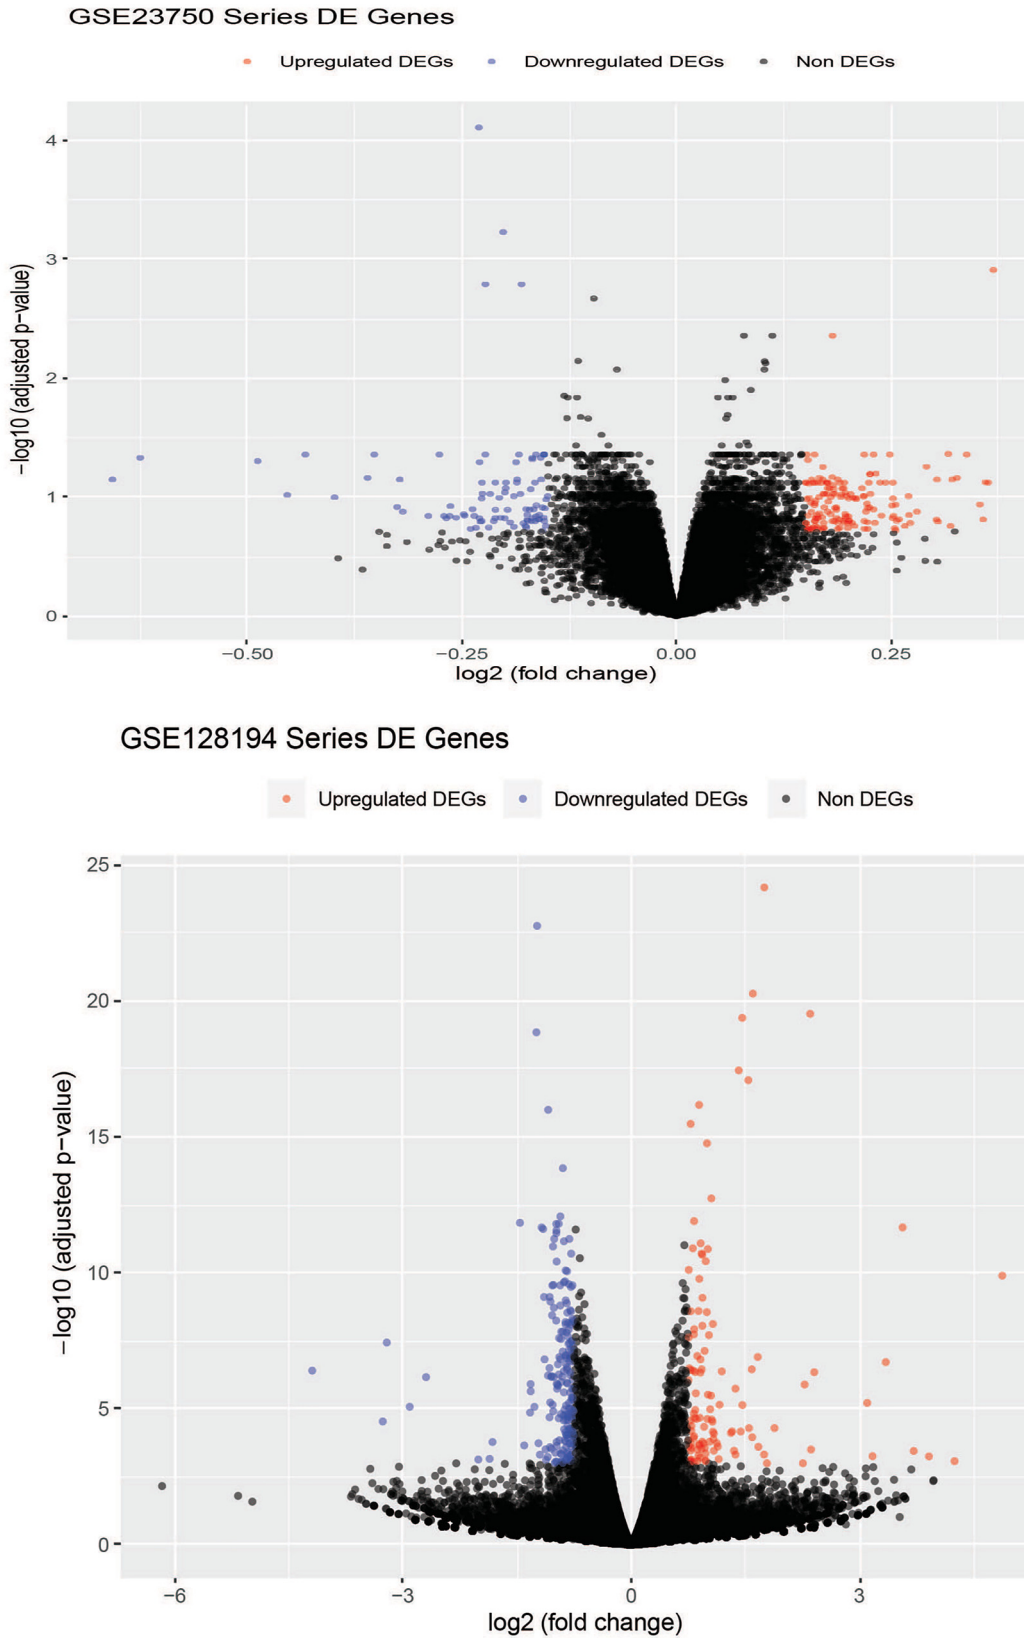 GSE23750 Series DE Genes
Upregulated DEGs Downregulated DEGs Non DEGs
4
3
2
1
0
−log10 (adjusted p−value)
−0.50 −0.25 0.00 0.25
log2 (fold change)
GSE128194 Series DE Genes
Upregulated DEGs Downregulated DEGs Non DEGs
25
20
15
10
5
0
−log10 (adjusted p−value)
−6 −3 0 3
log2 (fold change)